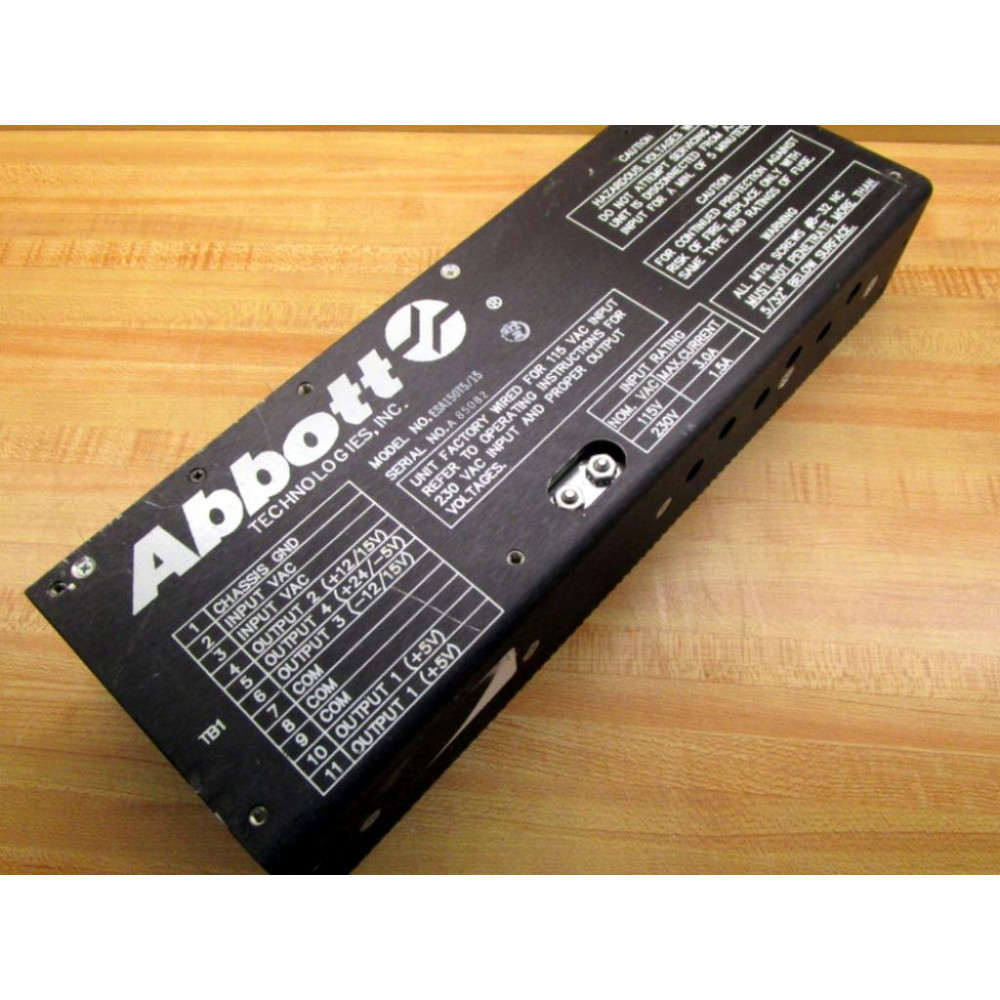 Abbott ®
TECHNOLOGIES, INC.
MODEL NO. ESA150T5/15
SERIAL NO. A 85082
UNIT FACTORY WIRED FOR 115 VAC INPUT
REFER TO OPERATING INSTRUCTIONS FOR
230 VAC INPUT AND PROPER OUTPUT
VOLTAGES.
TB1
1 CHASSIS GND
2 INPUT VAC
3 INPUT VAC
4 OUTPUT 2 (+12/15V)
5 OUTPUT 4 (+24/-5V)
6 OUTPUT 3 (-12/15V)
7
8 COM
9 COM
10 OUTPUT 1 (+5V)
11 OUTPUT 1 (+5V)
INPUT RATING
NOM. VAC MAX.CURRENT
115V 3.0A
230V 1.5A
CAUTION
HAZARDOUS VOLTAGES
DO NOT ATTEMPT SERVICING
UNIT IS DISCONNECTED FROM
INPUT FOR A MIN. OF 5 MINUTES
CAUTION
FOR CONTINUED PROTECTION AGAINST
RISK OF FIRE, REPLACE ONLY WITH
SAME TYPE AND RATINGS OF FUSE.
WARNING
ALL MTG. SCREWS #6-32 NC
MUST NOT PENETRATE MORE THAN
5/32" BELOW SURFACE.